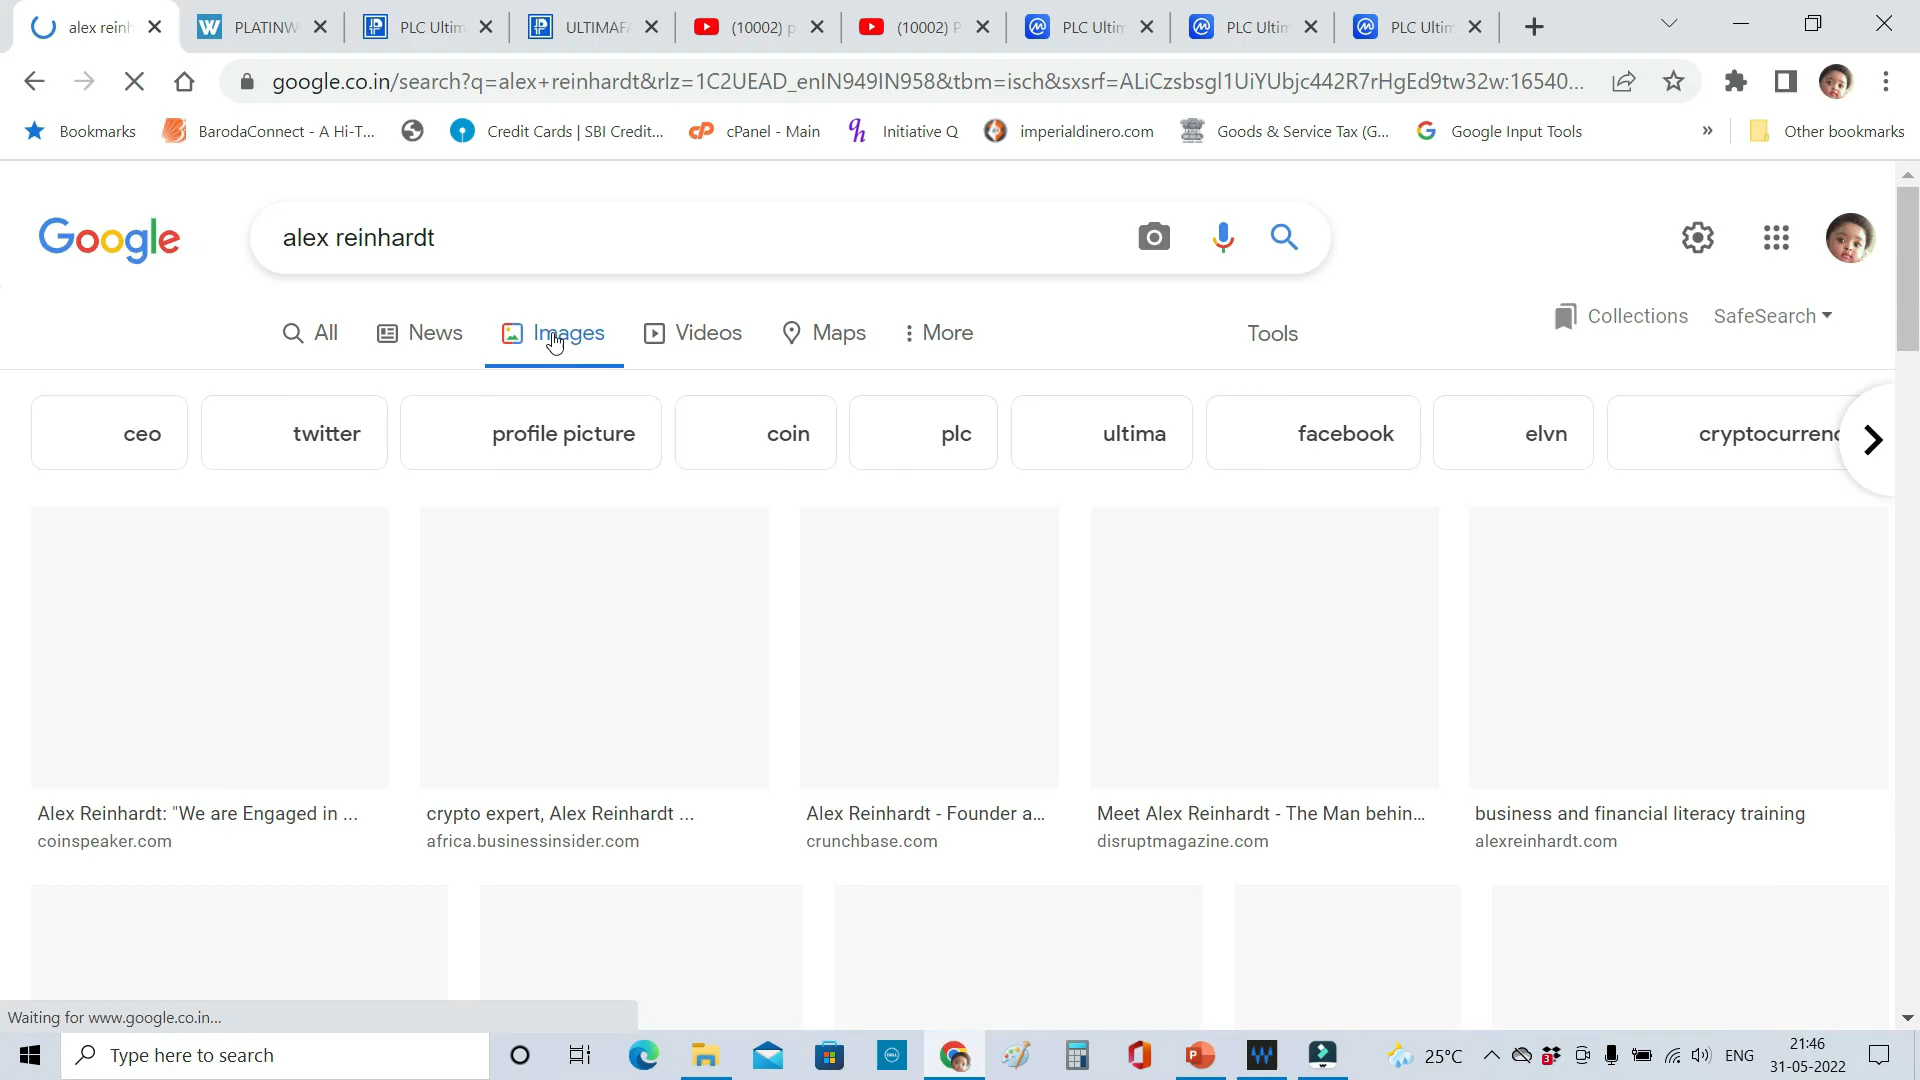 alex reinh
PLATINW
PLC Ultim
ULTIMAFA
(10002) p
(10002) P
PLC Ultim
PLC Ultim
PLC Ultim
google.co.in/search?q=alex+reinhardt&rlz=1C2UEAD_enIN949IN958&tbm=isch&sxsrf=ALiCzsbsgl1UiYUbjc442R7rHgEd9tw32w:16540...
Bookmarks
BarodaConnect - A Hi-T...
Credit Cards | SBI Credit...
cPanel - Main
Initiative Q
imperialdinero.com
Goods & Service Tax (G...
Google Input Tools
»
Other bookmarks
Google
alex reinhardt
All
News
Images
Videos
Maps
More
Tools
Collections
SafeSearch
ceo
twitter
profile picture
coin
plc
ultima
facebook
elvn
cryptocurrenc
Alex Reinhardt: "We are Engaged in ...
coinspeaker.com
crypto expert, Alex Reinhardt ...
africa.businessinsider.com
Alex Reinhardt - Founder a...
crunchbase.com
Meet Alex Reinhardt - The Man behin...
disruptmagazine.com
business and financial literacy training
alexreinhardt.com
Waiting for www.google.co.in...
Type here to search
25°C
ENG
21:46
31-05-2022